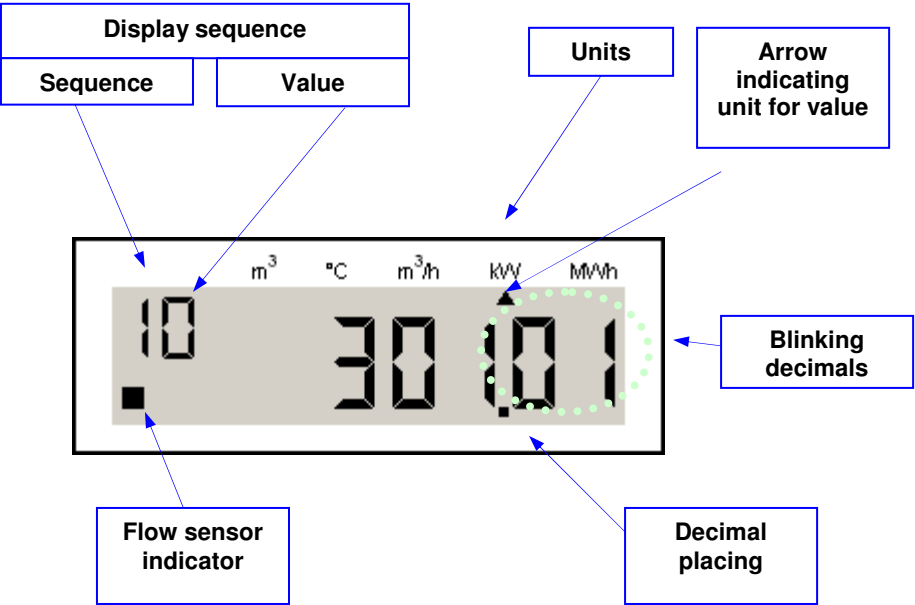 Display sequence
Sequence
Value
Units
Arrow
indicating
unit for value
m³ °C m³/h kW MWh
10
301.01
Blinking
decimals
Flow sensor
indicator
Decimal
placing